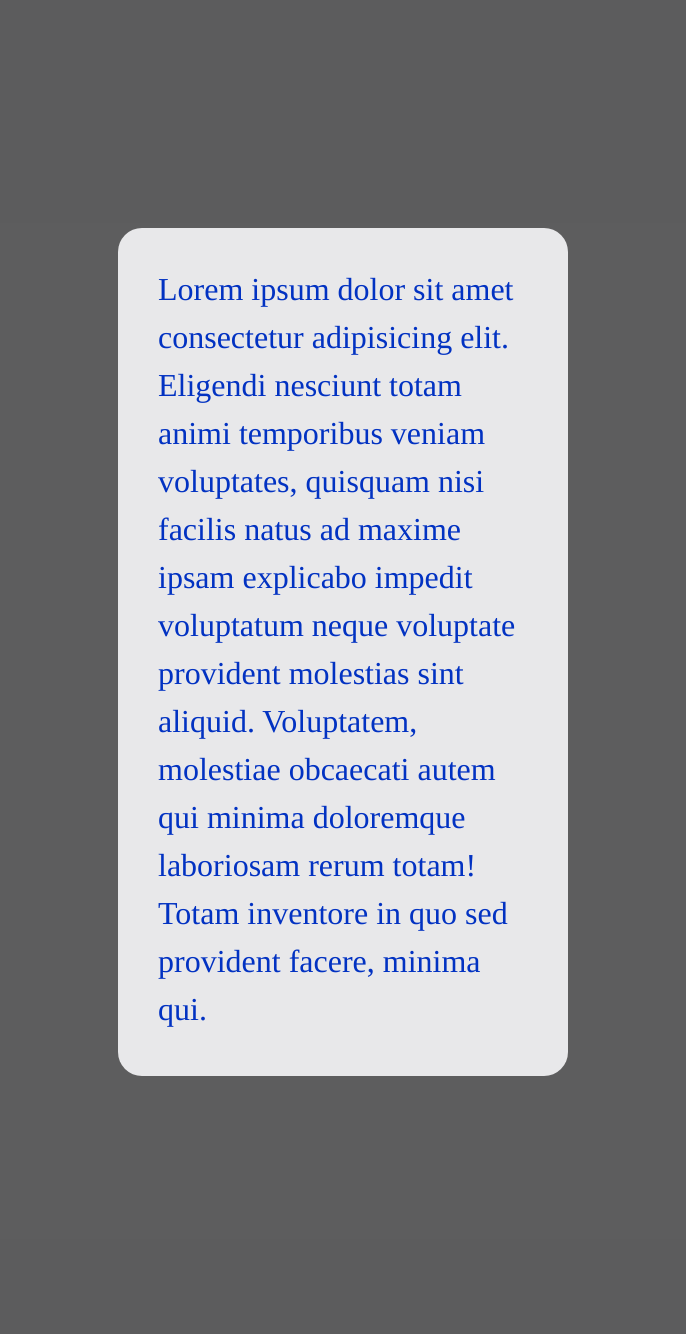 Lorem ipsum dolor sit amet
consectetur adipisicing elit.
Eligendi nesciunt totam
animi temporibus veniam
voluptates, quisquam nisi
facilis natus ad maxime
ipsam explicabo impedit
voluptatum neque voluptate
provident molestias sint
aliquid. Voluptatem,
molestiae obcaecati autem
qui minima doloremque
laboriosam rerum totam!
Totam inventore in quo sed
provident facere, minima
qui.